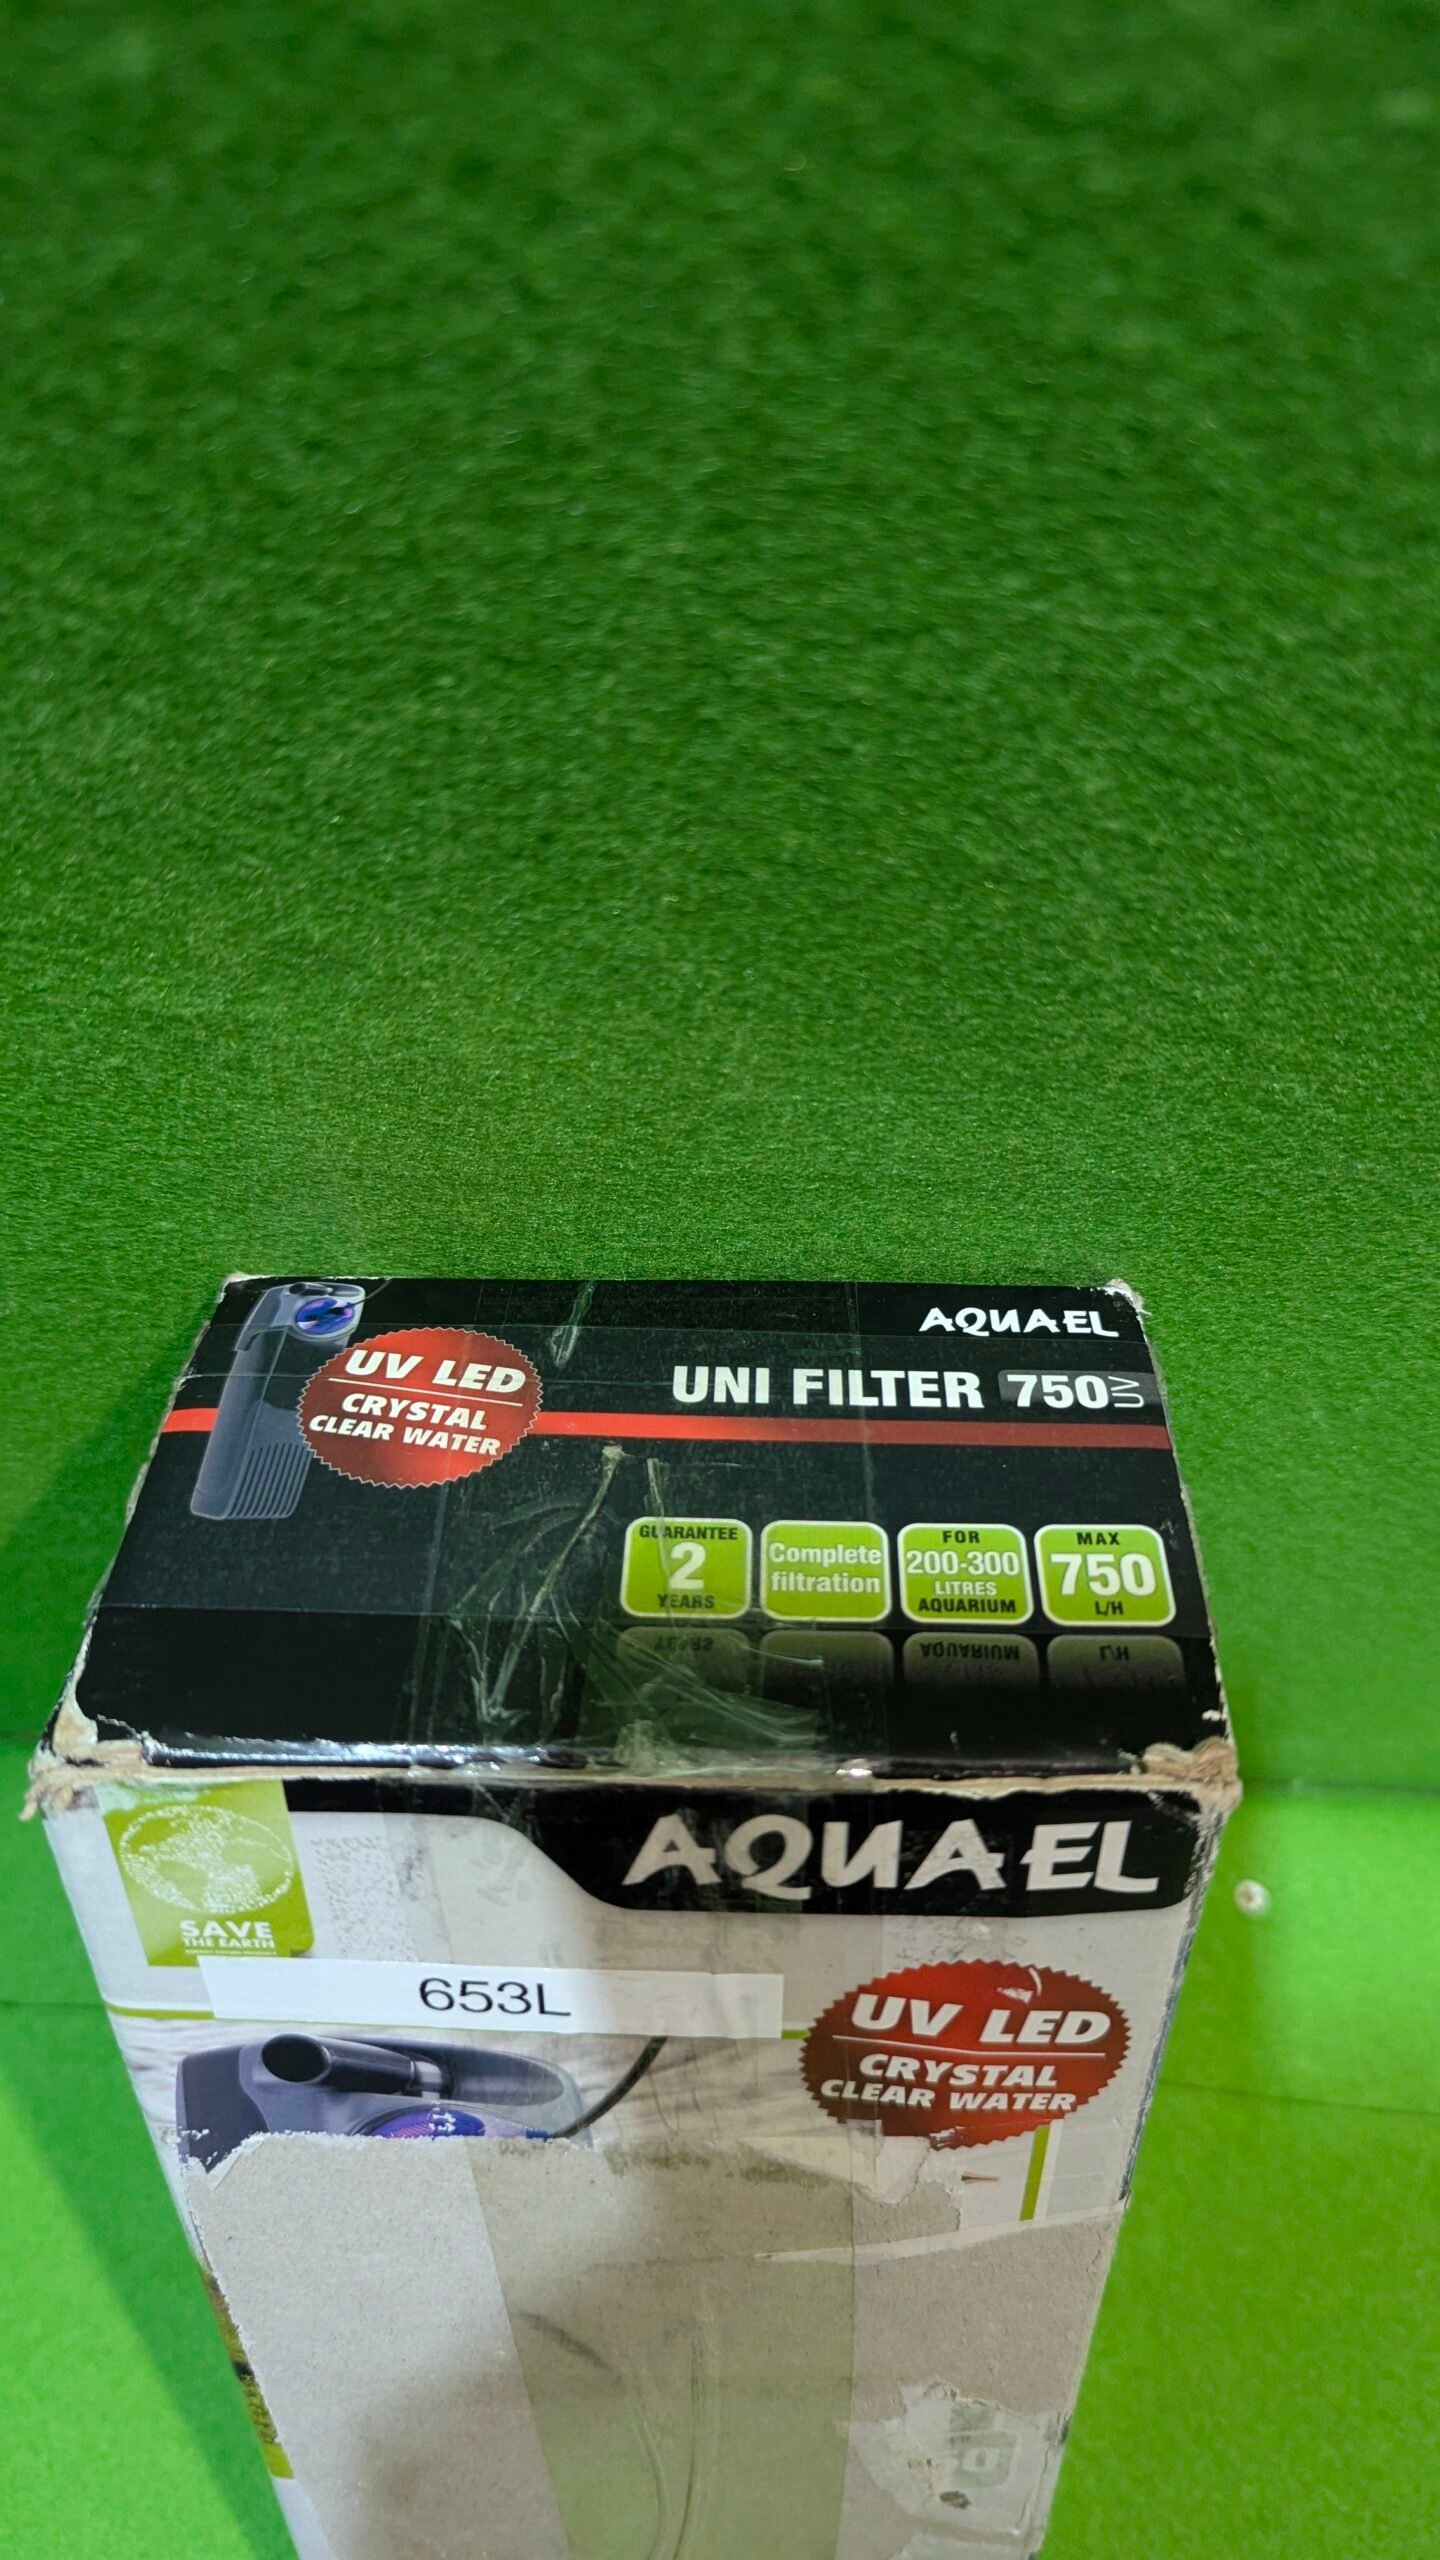 AQUAEL
UNI FILTER 750 UV
UV LED
CRYSTAL
CLEAR WATER
GUARANTEE
2
YEARS
Complete
filtration
FOR
200-300
LITRES
AQUARIUM
MAX
750
L/H
AQUAEL
SAVE
THE EARTH
653L
UV LED
CRYSTAL
CLEAR WATER